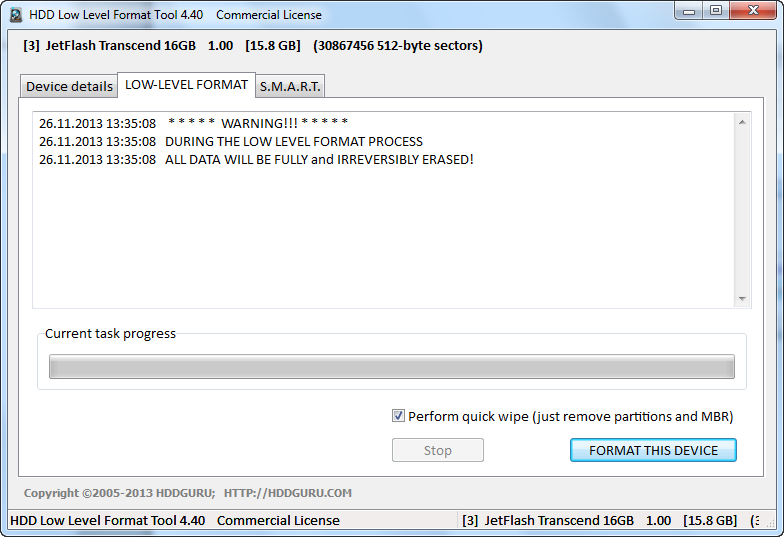 HDD Low Level Format Tool 4.40    Commercial License
[3]  JetFlash Transcend 16GB   1.00   [15.8 GB]   (30867456 512-byte sectors)
Device details  LOW-LEVEL FORMAT  S.M.A.R.T.
26.11.2013 13:35:08   * * * * *  WARNING!!! * * * * *
26.11.2013 13:35:08   DURING THE LOW LEVEL FORMAT PROCESS
26.11.2013 13:35:08   ALL DATA WILL BE FULLY and IRREVERSIBLY ERASED!
Current task progress
Perform quick wipe (just remove partitions and MBR)
Stop  FORMAT THIS DEVICE
Copyright ©2005-2013 HDDGURU;   HTTP://HDDGURU.COM
HDD Low Level Format Tool 4.40    Commercial License  [3]  JetFlash Transcend 16GB   1.00   [15.8 GB]